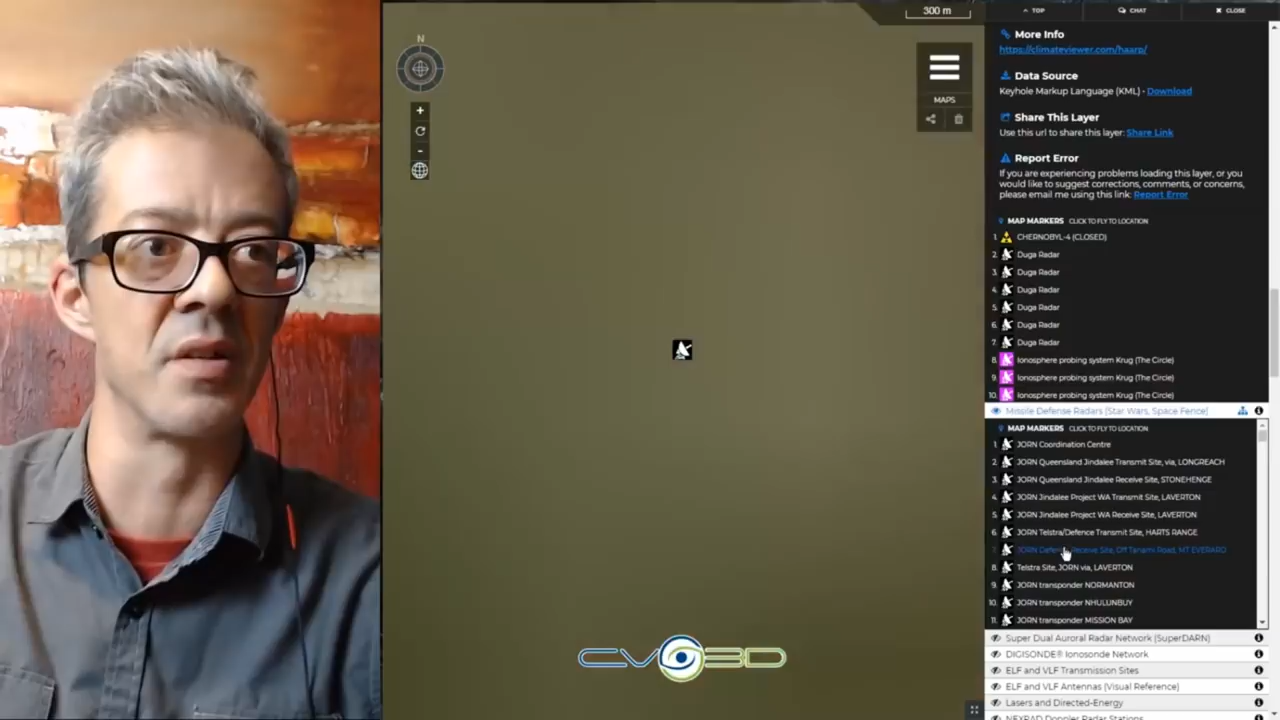 N
+
-
300 m
MAPS
TOP
CHAT
CLOSE
More Info
https://climateviewer.com/haarp/
Data Source
Keyhole Markup Language (KML) • Download
Share This Layer
Use this url to share this layer: Share Link
Report Error
If you are experiencing problems loading this layer, or you
would like to suggest corrections, comments, or concerns,
please email me using this link: Report Error
MAP MARKERS CLICK TO FLY TO LOCATION
1. CHERNOBYL-4 (CLOSED)
2. Duga Radar
3. Duga Radar
4. Duga Radar
5. Duga Radar
6. Duga Radar
7. Duga Radar
8. Ionosphere probing system Krug (The Circle)
9. Ionosphere probing system Krug (The Circle)
10. Ionosphere probing system Krug (The Circle)
Missile Defense Radars (Star Wars, Space Fence)
MAP MARKERS CLICK TO FLY TO LOCATION
1. JORN Coordination Centre
2. JORN Queensland Jindalee Transmit Site, via, LONGREACH
3. JORN Queensland Jindalee Receive Site, STONEHENGE
4. JORN Jindalee Project WA Transmit Site, LAVERTON
5. JORN Jindalee Project WA Receive Site, LAVERTON
6. JORN Telstra/Defence Transmit Site, HARTS RANGE
7. JORN Receive Site, Off Tanami Road, MT EVERARD
8. Telstra Site, JORN via, LAVERTON
9. JORN transponder NORMANTON
10. JORN transponder NHULUNBUY
11. JORN transponder MISSION BAY
Super Dual Auroral Radar Network (SuperDARN)
DIGISONDE® Ionosonde Network
ELF and VLF Transmission Sites
ELF and VLF Antennas (Visual Reference)
Lasers and Directed-Energy
NEXRAD Doppler Radar Stations
CV3D